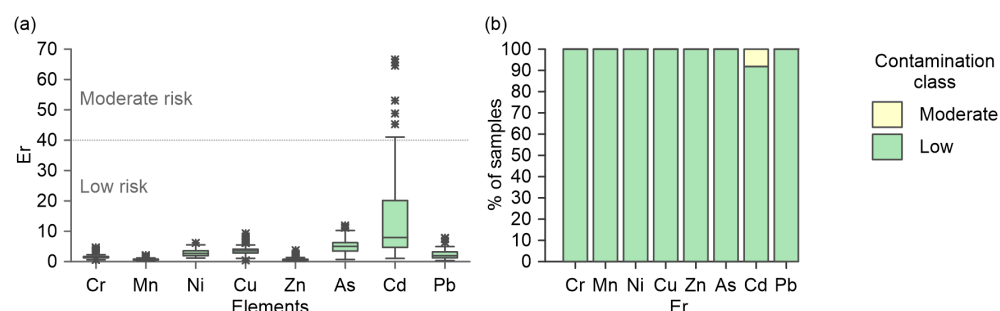 (a)
70
60
50
40
30
20
10
0
Er
Moderate risk
Low risk
Cr Mn Ni Cu Zn As Cd Pb
Elements
(b)
100
90
80
70
60
50
40
30
20
10
0
% of samples
Cr Mn Ni Cu Zn As Cd Pb
Er
Contamination
class
Moderate
Low